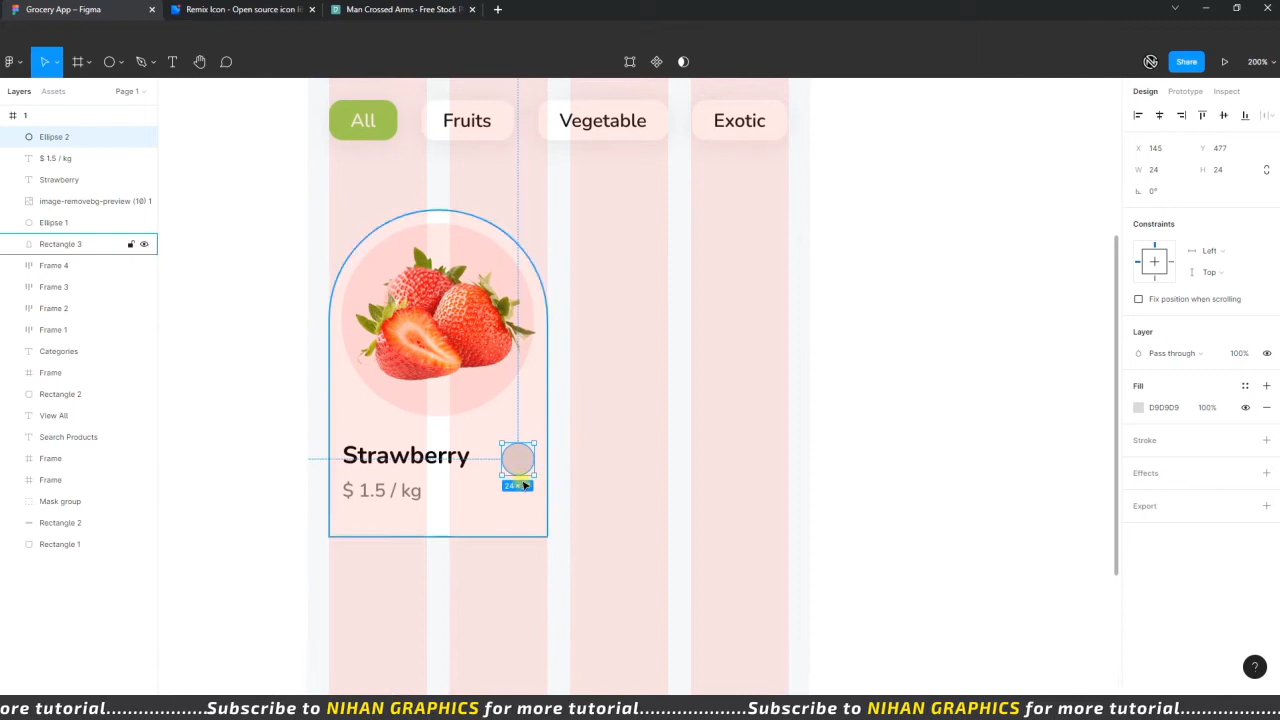 Grocery App – Figma
Remix Icon - Open source icon li
Man Crossed Arms · Free Stock P
Share
200%
Layers
Assets
Page 1
1
Ellipse 2
$ 1.5 / kg
Strawberry
image-removebg-preview (10) 1
Ellipse 1
Rectangle 3
Frame 4
Frame 3
Frame 2
Frame 1
Categories
Frame
Rectangle 2
View All
Search Products
Frame
Frame
Mask group
Rectangle 2
Rectangle 1
All
Fruits
Vegetable
Exotic
Strawberry
$ 1.5 / kg
Design
Prototype
Inspect
X 145
Y 477
W 24
H 24
0°
Constraints
Left
Top
Fix position when scrolling
Layer
Pass through
100%
Fill
D9D9D9
100%
Stroke
Effects
Export
?
ore tutorial..................Subscribe to NIHAN GRAPHICS for more tutorial.....................Subscribe to NIHAN GRAPHICS for more tutorial